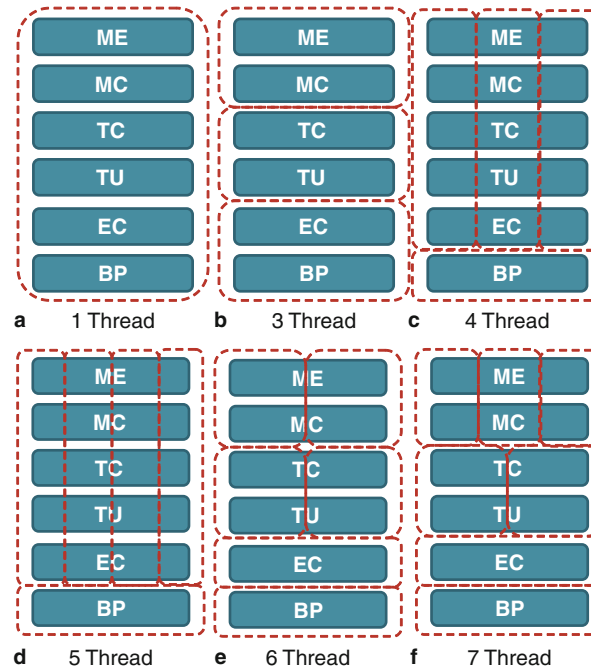 ME
MC
TC
TU
EC
BP
a 1 Thread
ME
MC
TC
TU
EC
BP
b 3 Thread
ME
MC
TC
TU
EC
BP
c 4 Thread
ME
MC
TC
TU
EC
BP
d 5 Thread
ME
MC
TC
TU
EC
BP
e 6 Thread
ME
MC
TC
TU
EC
BP
f 7 Thread